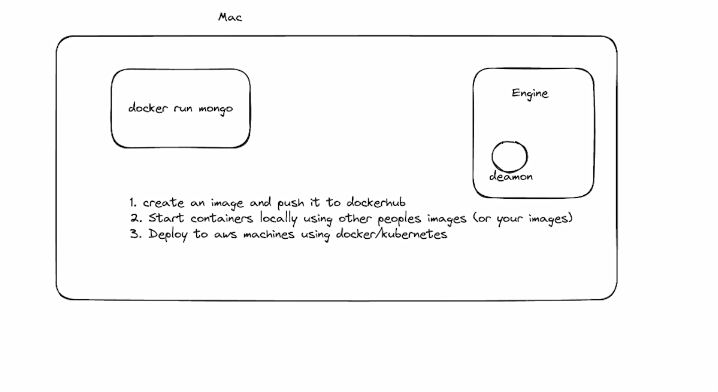 Mac
docker run mongo
Engine
deamon
1. create an image and push it to dockerhub
2. Start containers locally using other peoples images (or your images)
3. Deploy to aws machines using docker/kubernetes